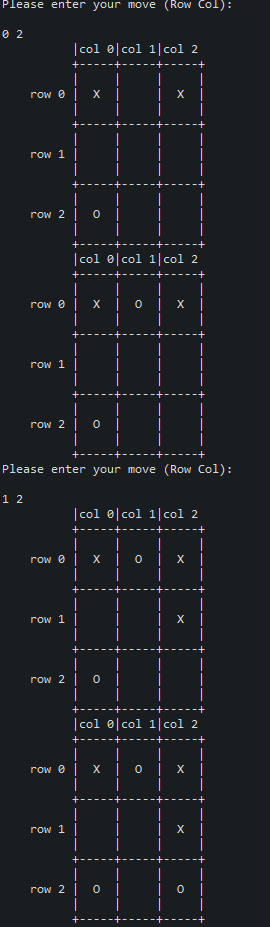 Please enter your move (Row Col):
0 2
|col 0|col 1|col 2
+-----+-----+-----+
|     |     |     |
row 0 |  X  |     |  X  |
|     |     |     |
+-----+-----+-----+
|     |     |     |
row 1 |     |     |     |
|     |     |     |
+-----+-----+-----+
|     |     |     |
row 2 |  O  |     |     |
|     |     |     |
+-----+-----+-----+
|col 0|col 1|col 2
+-----+-----+-----+
|     |     |     |
row 0 |  X  |  O  |  X  |
|     |     |     |
+-----+-----+-----+
|     |     |     |
row 1 |     |     |     |
|     |     |     |
+-----+-----+-----+
|     |     |     |
row 2 |  O  |     |     |
|     |     |     |
+-----+-----+-----+
Please enter your move (Row Col):
1 2
|col 0|col 1|col 2
+-----+-----+-----+
|     |     |     |
row 0 |  X  |  O  |  X  |
|     |     |     |
+-----+-----+-----+
|     |     |     |
row 1 |     |     |  X  |
|     |     |     |
+-----+-----+-----+
|     |     |     |
row 2 |  O  |     |     |
|     |     |     |
+-----+-----+-----+
|col 0|col 1|col 2
+-----+-----+-----+
|     |     |     |
row 0 |  X  |  O  |  X  |
|     |     |     |
+-----+-----+-----+
|     |     |     |
row 1 |     |     |  X  |
|     |     |     |
+-----+-----+-----+
|     |     |     |
row 2 |  O  |     |  O  |
|     |     |     |
+-----+-----+-----+